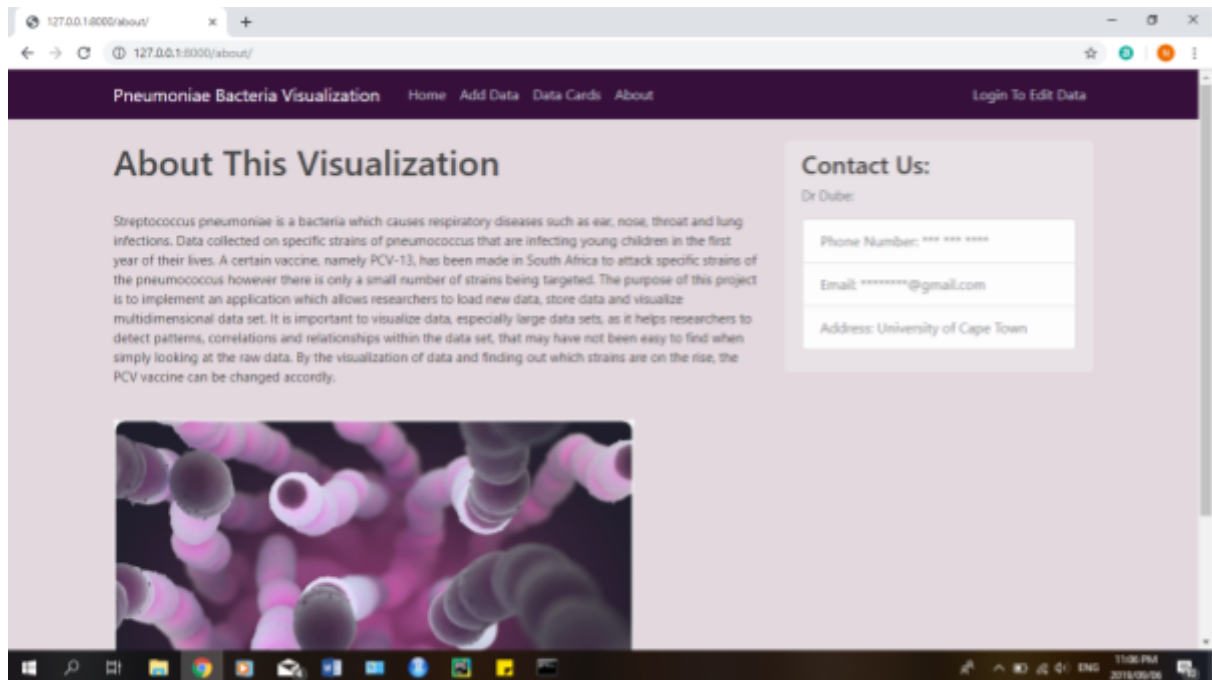 127.0.0.1:8000/about/
127.0.0.1:8000/about/
Pneumoniae Bacteria Visualization Home Add Data Data Cards About Login To Edit Data
About This Visualization
Streptococcus pneumoniae is a bacteria which causes respiratory diseases such as ear, nose, throat and lung
infections. Data collected on specific strains of pneumococcus that are infecting young children in the first
year of their lives. A certain vaccine, namely PCV-13, has been made in South Africa to attack specific strains of
the pneumococcus however there is only a small number of strains being targeted. The purpose of this project
is to implement an application which allows researchers to load new data, store data and visualize
multidimensional data set. It is important to visualize data, especially large data sets, as it helps researchers to
detect patterns, correlations and relationships within the data set, that may have not been easy to find when
simply looking at the raw data. By the visualization of data and finding out which strains are on the rise, the
PCV vaccine can be changed accordly.
Contact Us:
Dr Dube:
Phone Number: *** *** ****
Email: ********@gmail.com
Address: University of Cape Town
ENG
11:06 PM
2019/09/06